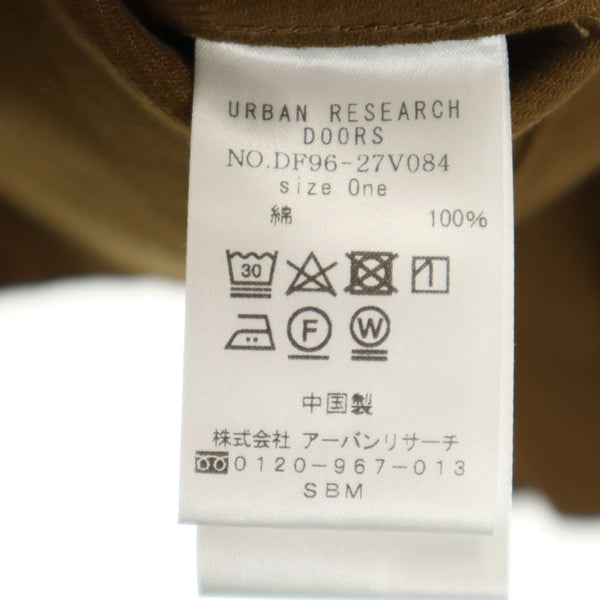 URBAN RESEARCH
DOORS
NO.DF96-27V084
size One
綿 100%
30
F W
中国製
株式会社 アーバンリサーチ
0120-967-013
SBM